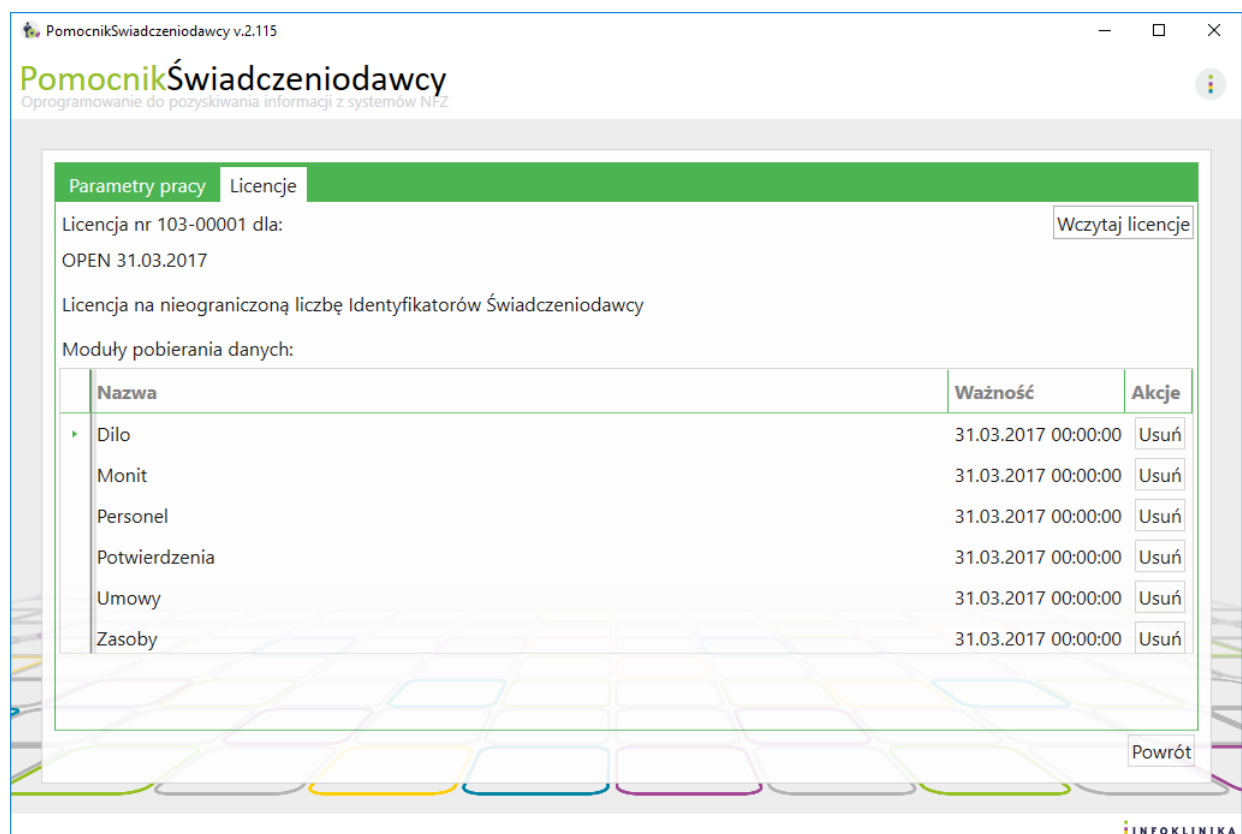 PomocnikSwiadczeniodawcy v.2.115
PomocnikŚwiadczeniodawcy
Oprogramowanie do pozyskiwania informacji z systemów NFZ
Parametry pracy Licencje
Licencja nr 103-00001 dla: Wczytaj licencje
OPEN 31.03.2017
Licencja na nieograniczoną liczbę Identyfikatorów Świadczeniodawcy
Moduły pobierania danych:
Nazwa Ważność Akcje
Dilo 31.03.2017 00:00:00 Usuń
Monit 31.03.2017 00:00:00 Usuń
Personel 31.03.2017 00:00:00 Usuń
Potwierdzenia 31.03.2017 00:00:00 Usuń
Umowy 31.03.2017 00:00:00 Usuń
Zasoby 31.03.2017 00:00:00 Usuń
Powrót
INFOKLINIKA